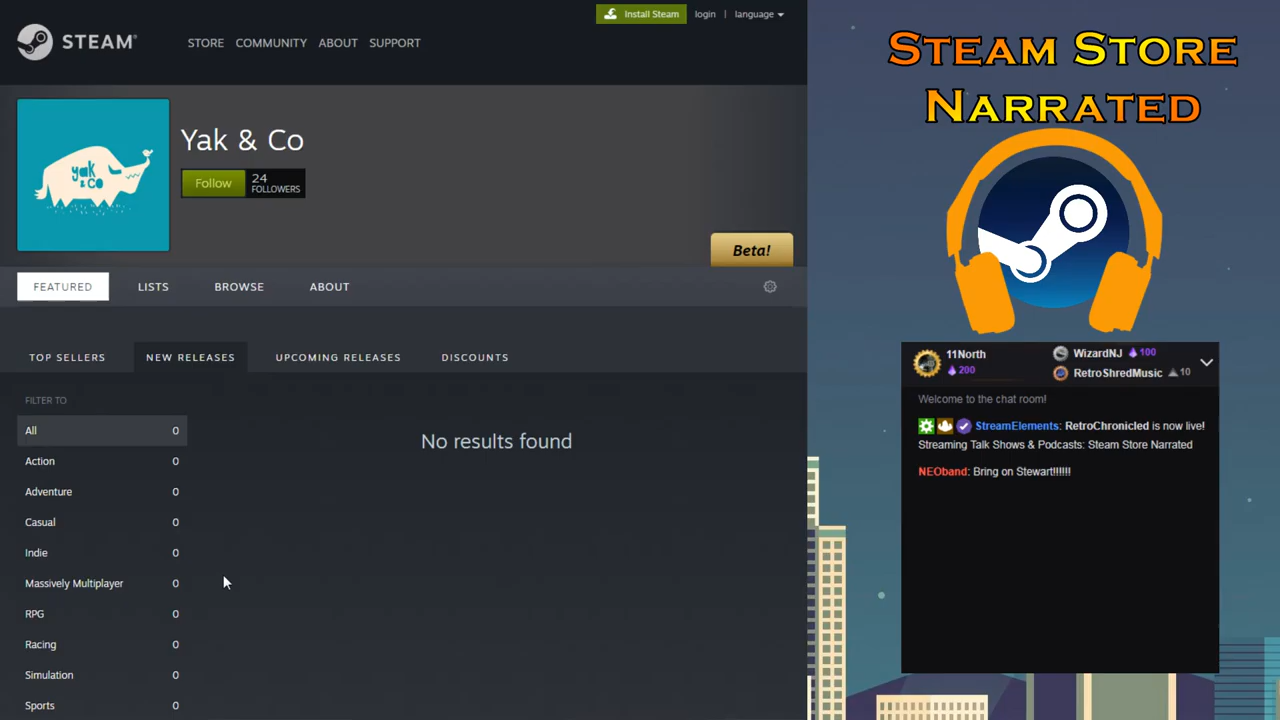 Install Steam
login | language
STEAM
STORE COMMUNITY ABOUT SUPPORT
yak & co
Yak & Co
Follow 24 FOLLOWERS
Beta!
FEATURED LISTS BROWSE ABOUT
TOP SELLERS NEW RELEASES UPCOMING RELEASES DISCOUNTS
FILTER TO
All 0
Action 0
Adventure 0
Casual 0
Indie 0
Massively Multiplayer 0
RPG 0
Racing 0
Simulation 0
Sports 0
No results found
STEAM STORE
NARRATED
11North
200
WizardNJ 100
RetroShredMusic 10
Welcome to the chat room!
StreamElements: RetroChronicled is now live!
Streaming Talk Shows & Podcasts: Steam Store Narrated
NEOband: Bring on Stewart!!!!!!